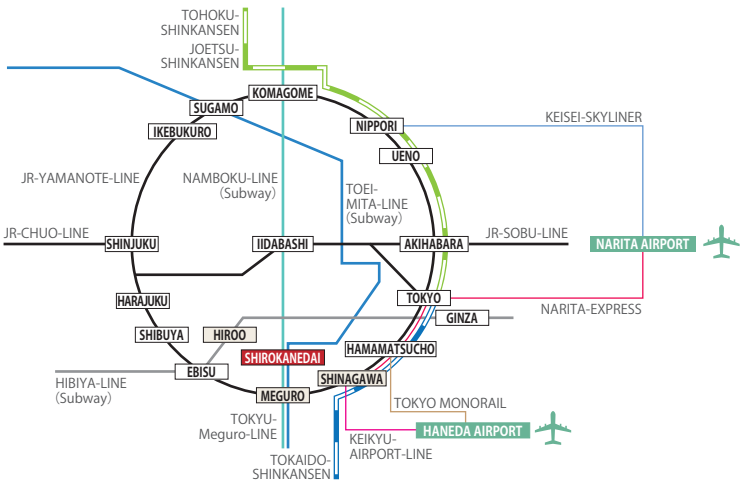 TOHOKU-
SHINKANSEN
JOETSU-
SHINKANSEN
KOMAGOME
SUGAMO
IKEBUKURO
NIPPORI
KEISEI-SKYLINER
UENO
JR-YAMANOTE-LINE
NAMBOKU-LINE
(Subway)
TOEI-
MITA-LINE
(Subway)
JR-CHUO-LINE
SHINJUKU
IIDABASHI
AKIHABARA
JR-SOBU-LINE
NARITA AIRPORT
HARAJUKU
TOKYO
NARITA-EXPRESS
GINZA
SHIBUYA
HIROO
HAMAMATSUCHO
SHIROKANEDAI
EBISU
SHINAGAWA
HIBIYA-LINE
(Subway)
MEGURO
TOKYO MONORAIL
TOKYU-
Meguro-LINE
HANEDA AIRPORT
KEIKYU-
AIRPORT-LINE
TOKAIDO-
SHINKANSEN